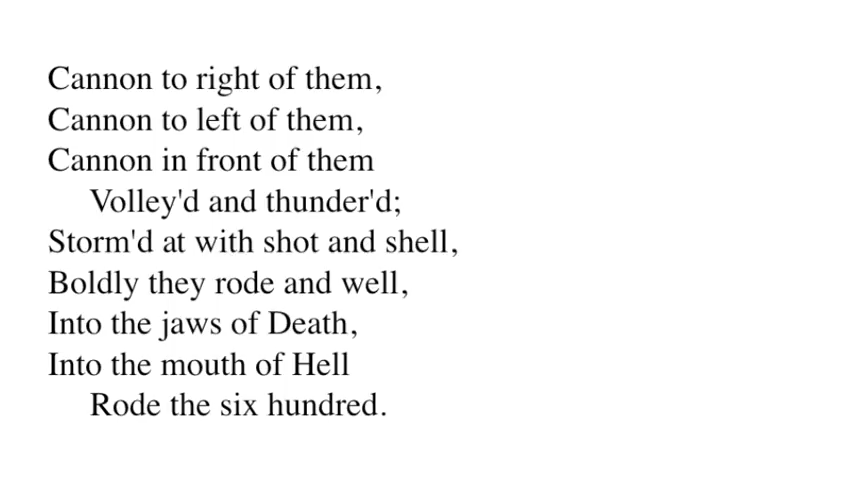 Cannon to right of them,
Cannon to left of them,
Cannon in front of them
Volley'd and thunder'd;
Storm'd at with shot and shell,
Boldly they rode and well,
Into the jaws of Death,
Into the mouth of Hell
Rode the six hundred.